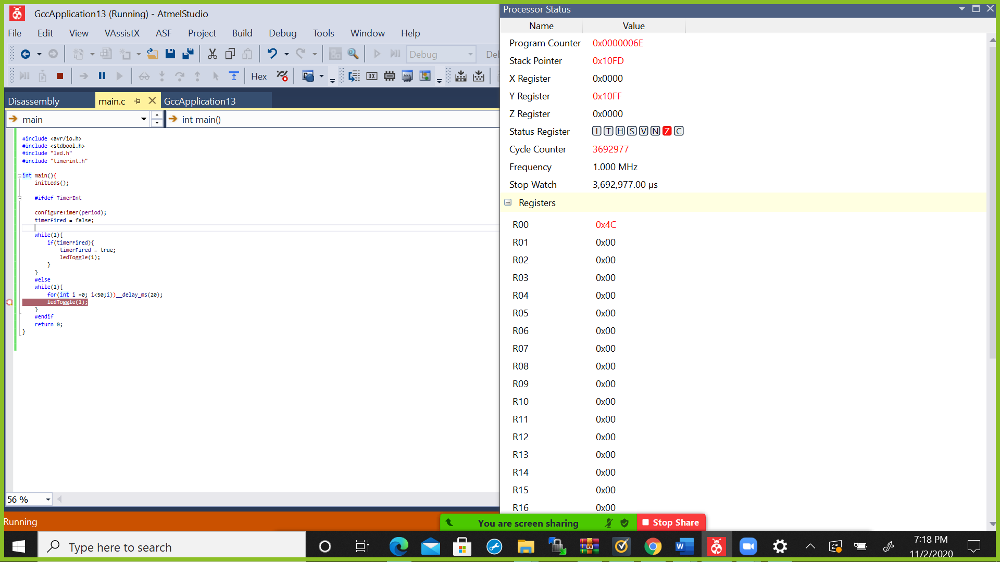 GccApplication13 (Running) - AtmelStudio
File Edit View VAssistX ASF Project Build Debug Tools Window Help
Debug
Hex
Disassembly main.c GccApplication13
main int main()
#include <avr/io.h>
#include <stdbool.h>
#include "led.h"
#include "timerint.h"
int main(){
initLeds();
#ifdef TimerInt
configureTimer(period);
timerFired = false;
while(1){
if(timerFired){
timerFired = true;
ledToggle(1);
}
}
#else
while(1){
for(int i =0; i<50;i))__delay_ms(20);
ledToggle(1);
}
#endif
return 0;
}
56 %
Running
Processor Status
Name Value
Program Counter 0x0000006E
Stack Pointer 0x10FD
X Register 0x0000
Y Register 0x10FF
Z Register 0x0000
Status Register I T H S V N Z C
Cycle Counter 3692977
Frequency 1.000 MHz
Stop Watch 3,692,977.00 µs
Registers
R00 0x4C
R01 0x00
R02 0x00
R03 0x00
R04 0x00
R05 0x00
R06 0x00
R07 0x00
R08 0x00
R09 0x00
R10 0x00
R11 0x00
R12 0x00
R13 0x00
R14 0x00
R15 0x00
R16 0x00
You are screen sharing Stop Share
Type here to search
7:18 PM
11/2/2020